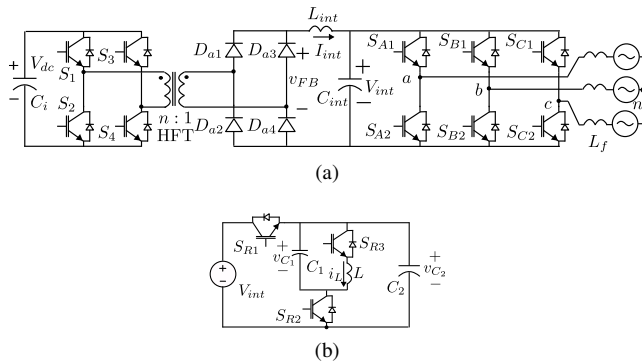 L_int
I_int
V_dc
C_i
S_1
S_2
S_3
S_4
n : 1
HFT
D_a1
D_a2
D_a3
D_a4
v_FB
C_int
V_int
S_A1
S_B1
S_C1
a
b
c
n
S_A2
S_B2
S_C2
L_f
(a)
S_R1
v_C1
C_1
S_R3
i_L
L
V_int
S_R2
C_2
v_C2
(b)